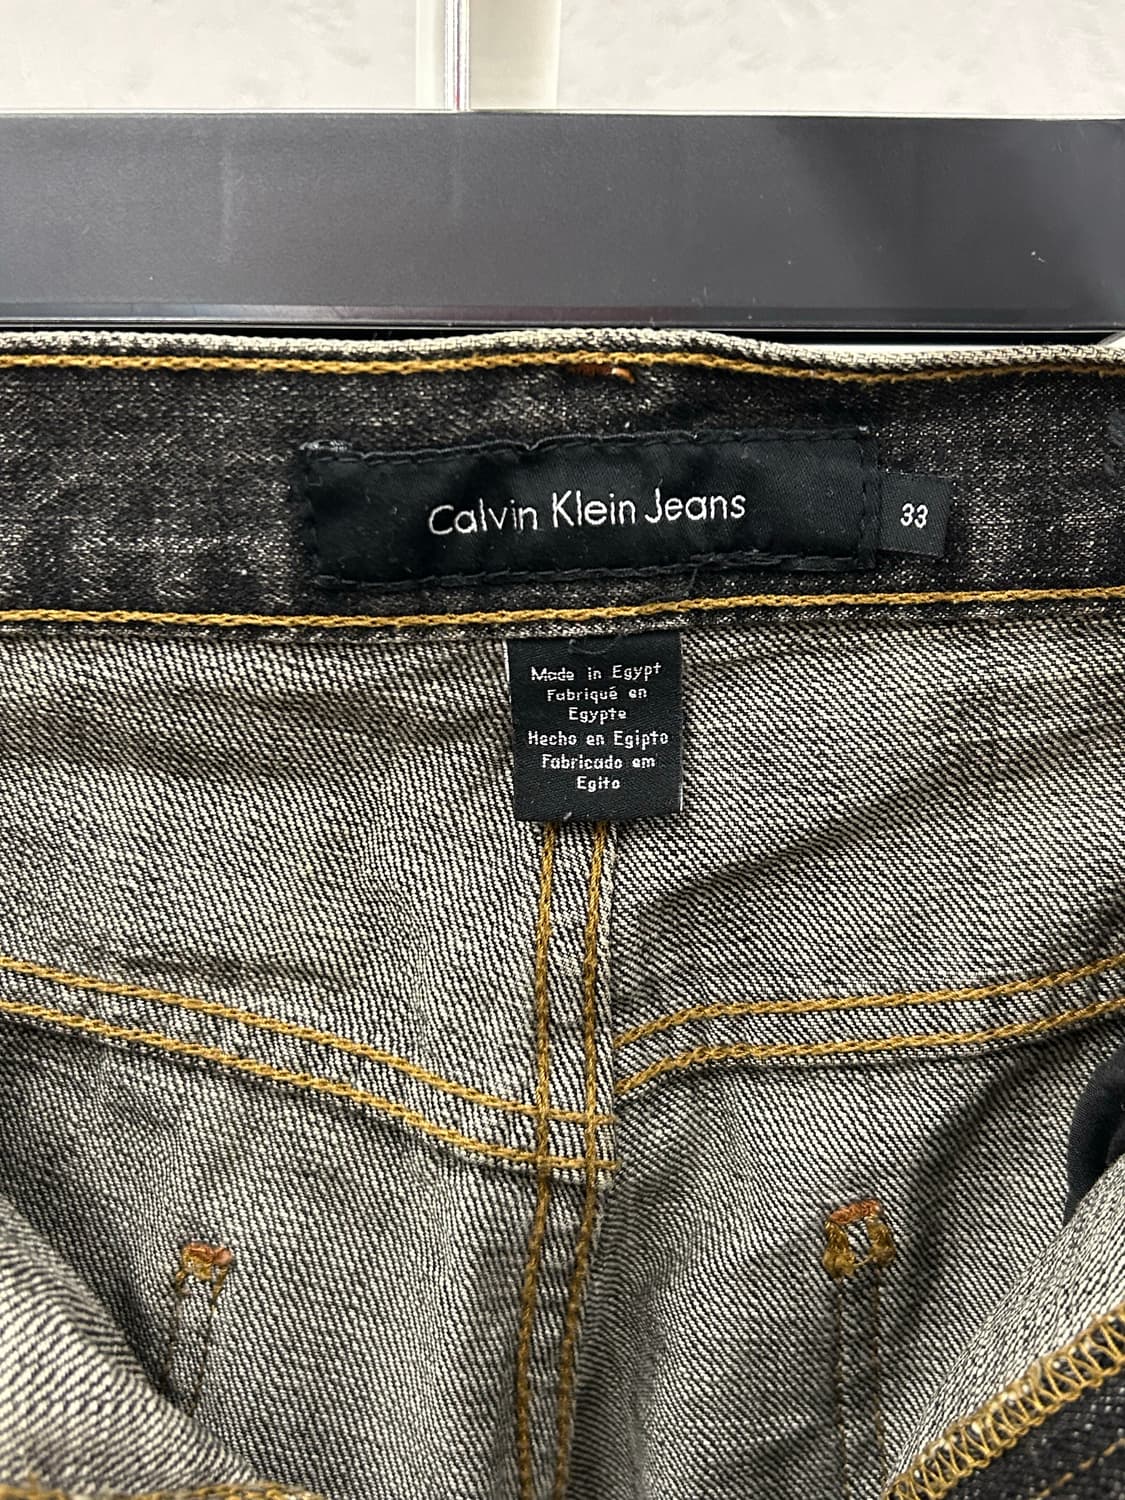 Calvin Klein Jeans
33
Made in Egypt
Fabriqué en
Egypte
Hecho en Egipto
Fabricado em
Egito